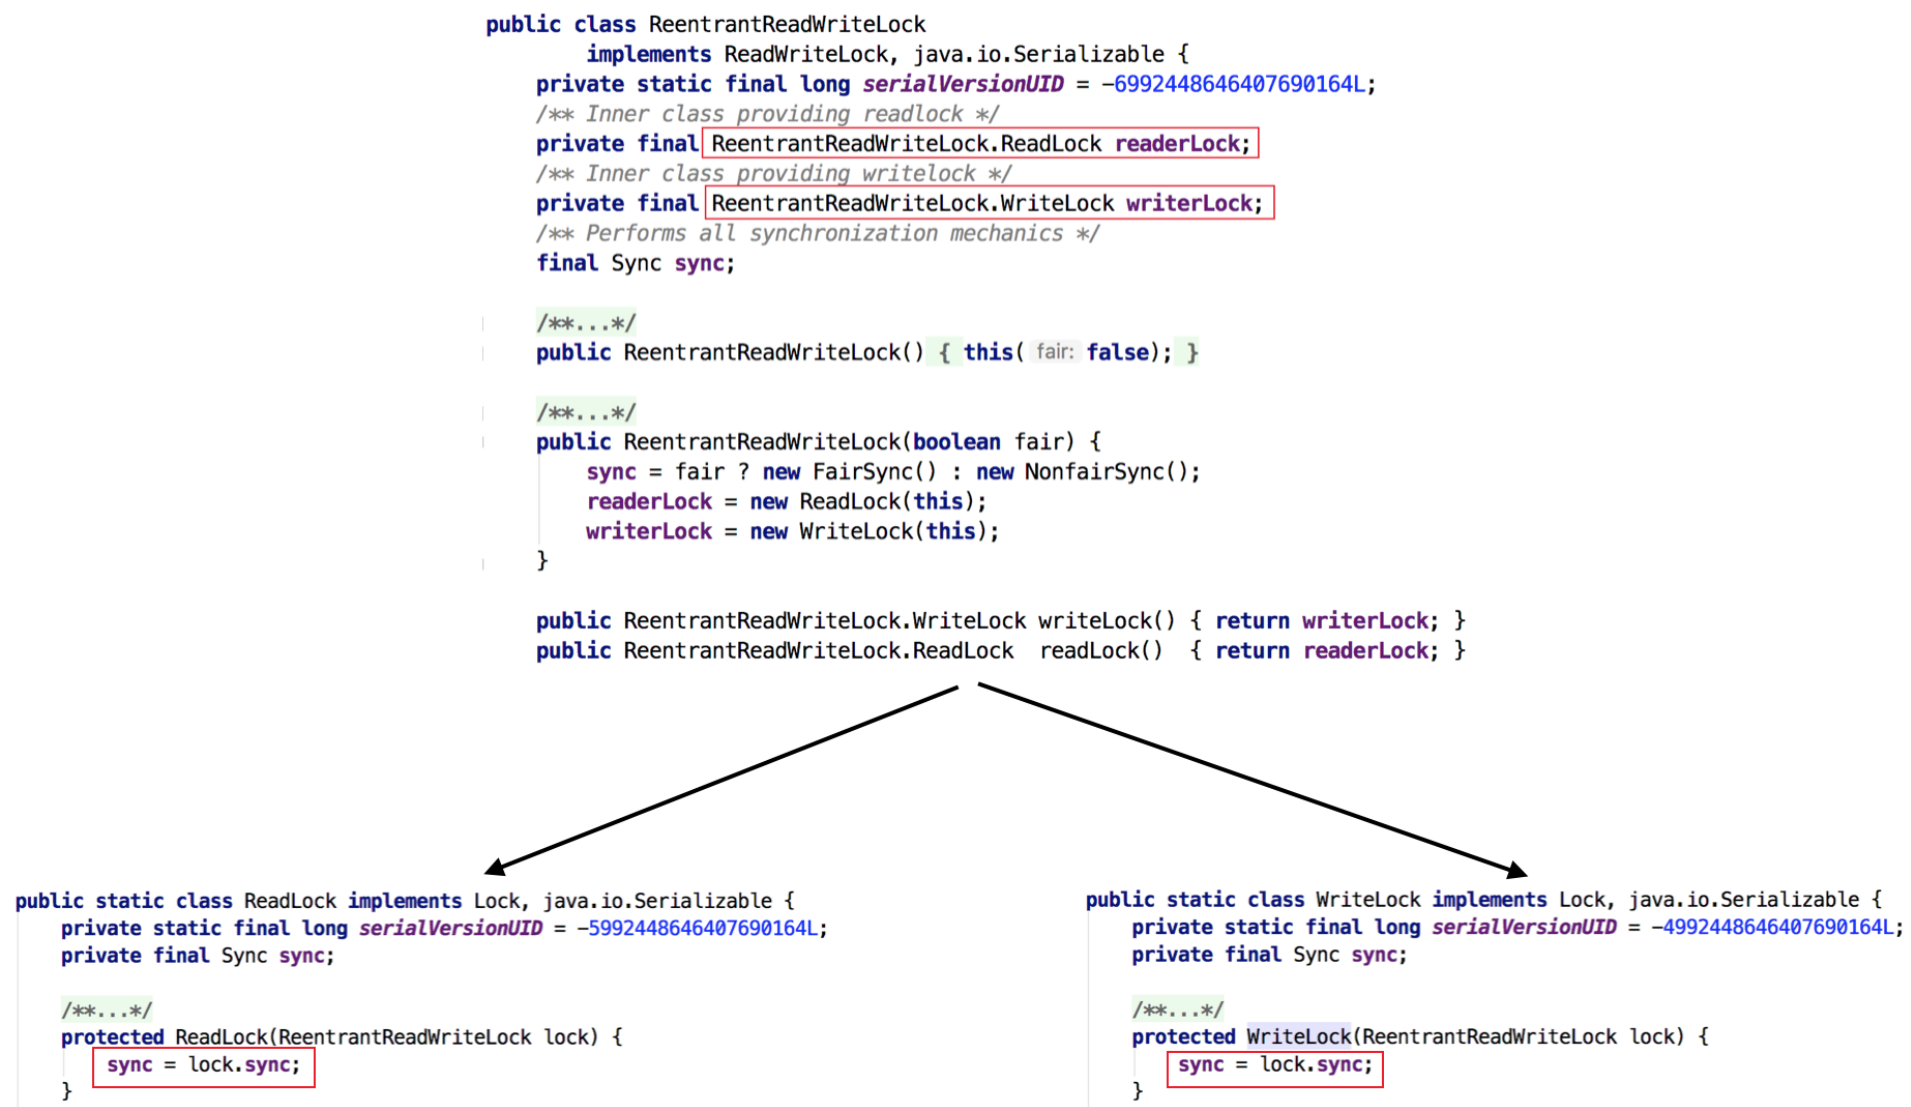 public class ReentrantReadWriteLock
        implements ReadWriteLock, java.io.Serializable {
    private static final long serialVersionUID = -6992448646407690164L;
    /** Inner class providing readlock */
    private final ReentrantReadWriteLock.ReadLock readerLock;
    /** Inner class providing writelock */
    private final ReentrantReadWriteLock.WriteLock writerLock;
    /** Performs all synchronization mechanics */
    final Sync sync;
    /**...*/
    public ReentrantReadWriteLock() { this( fair: false); }
    /**...*/
    public ReentrantReadWriteLock(boolean fair) {
        sync = fair ? new FairSync() : new NonfairSync();
        readerLock = new ReadLock(this);
        writerLock = new WriteLock(this);
    }
    public ReentrantReadWriteLock.WriteLock writeLock() { return writerLock; }
    public ReentrantReadWriteLock.ReadLock  readLock()  { return readerLock; }
public static class ReadLock implements Lock, java.io.Serializable {
    private static final long serialVersionUID = -5992448646407690164L;
    private final Sync sync;
    /**...*/
    protected ReadLock(ReentrantReadWriteLock lock) {
        sync = lock.sync;
    }
public static class WriteLock implements Lock, java.io.Serializable {
    private static final long serialVersionUID = -4992448646407690164L;
    private final Sync sync;
    /**...*/
    protected WriteLock(ReentrantReadWriteLock lock) {
        sync = lock.sync;
    }